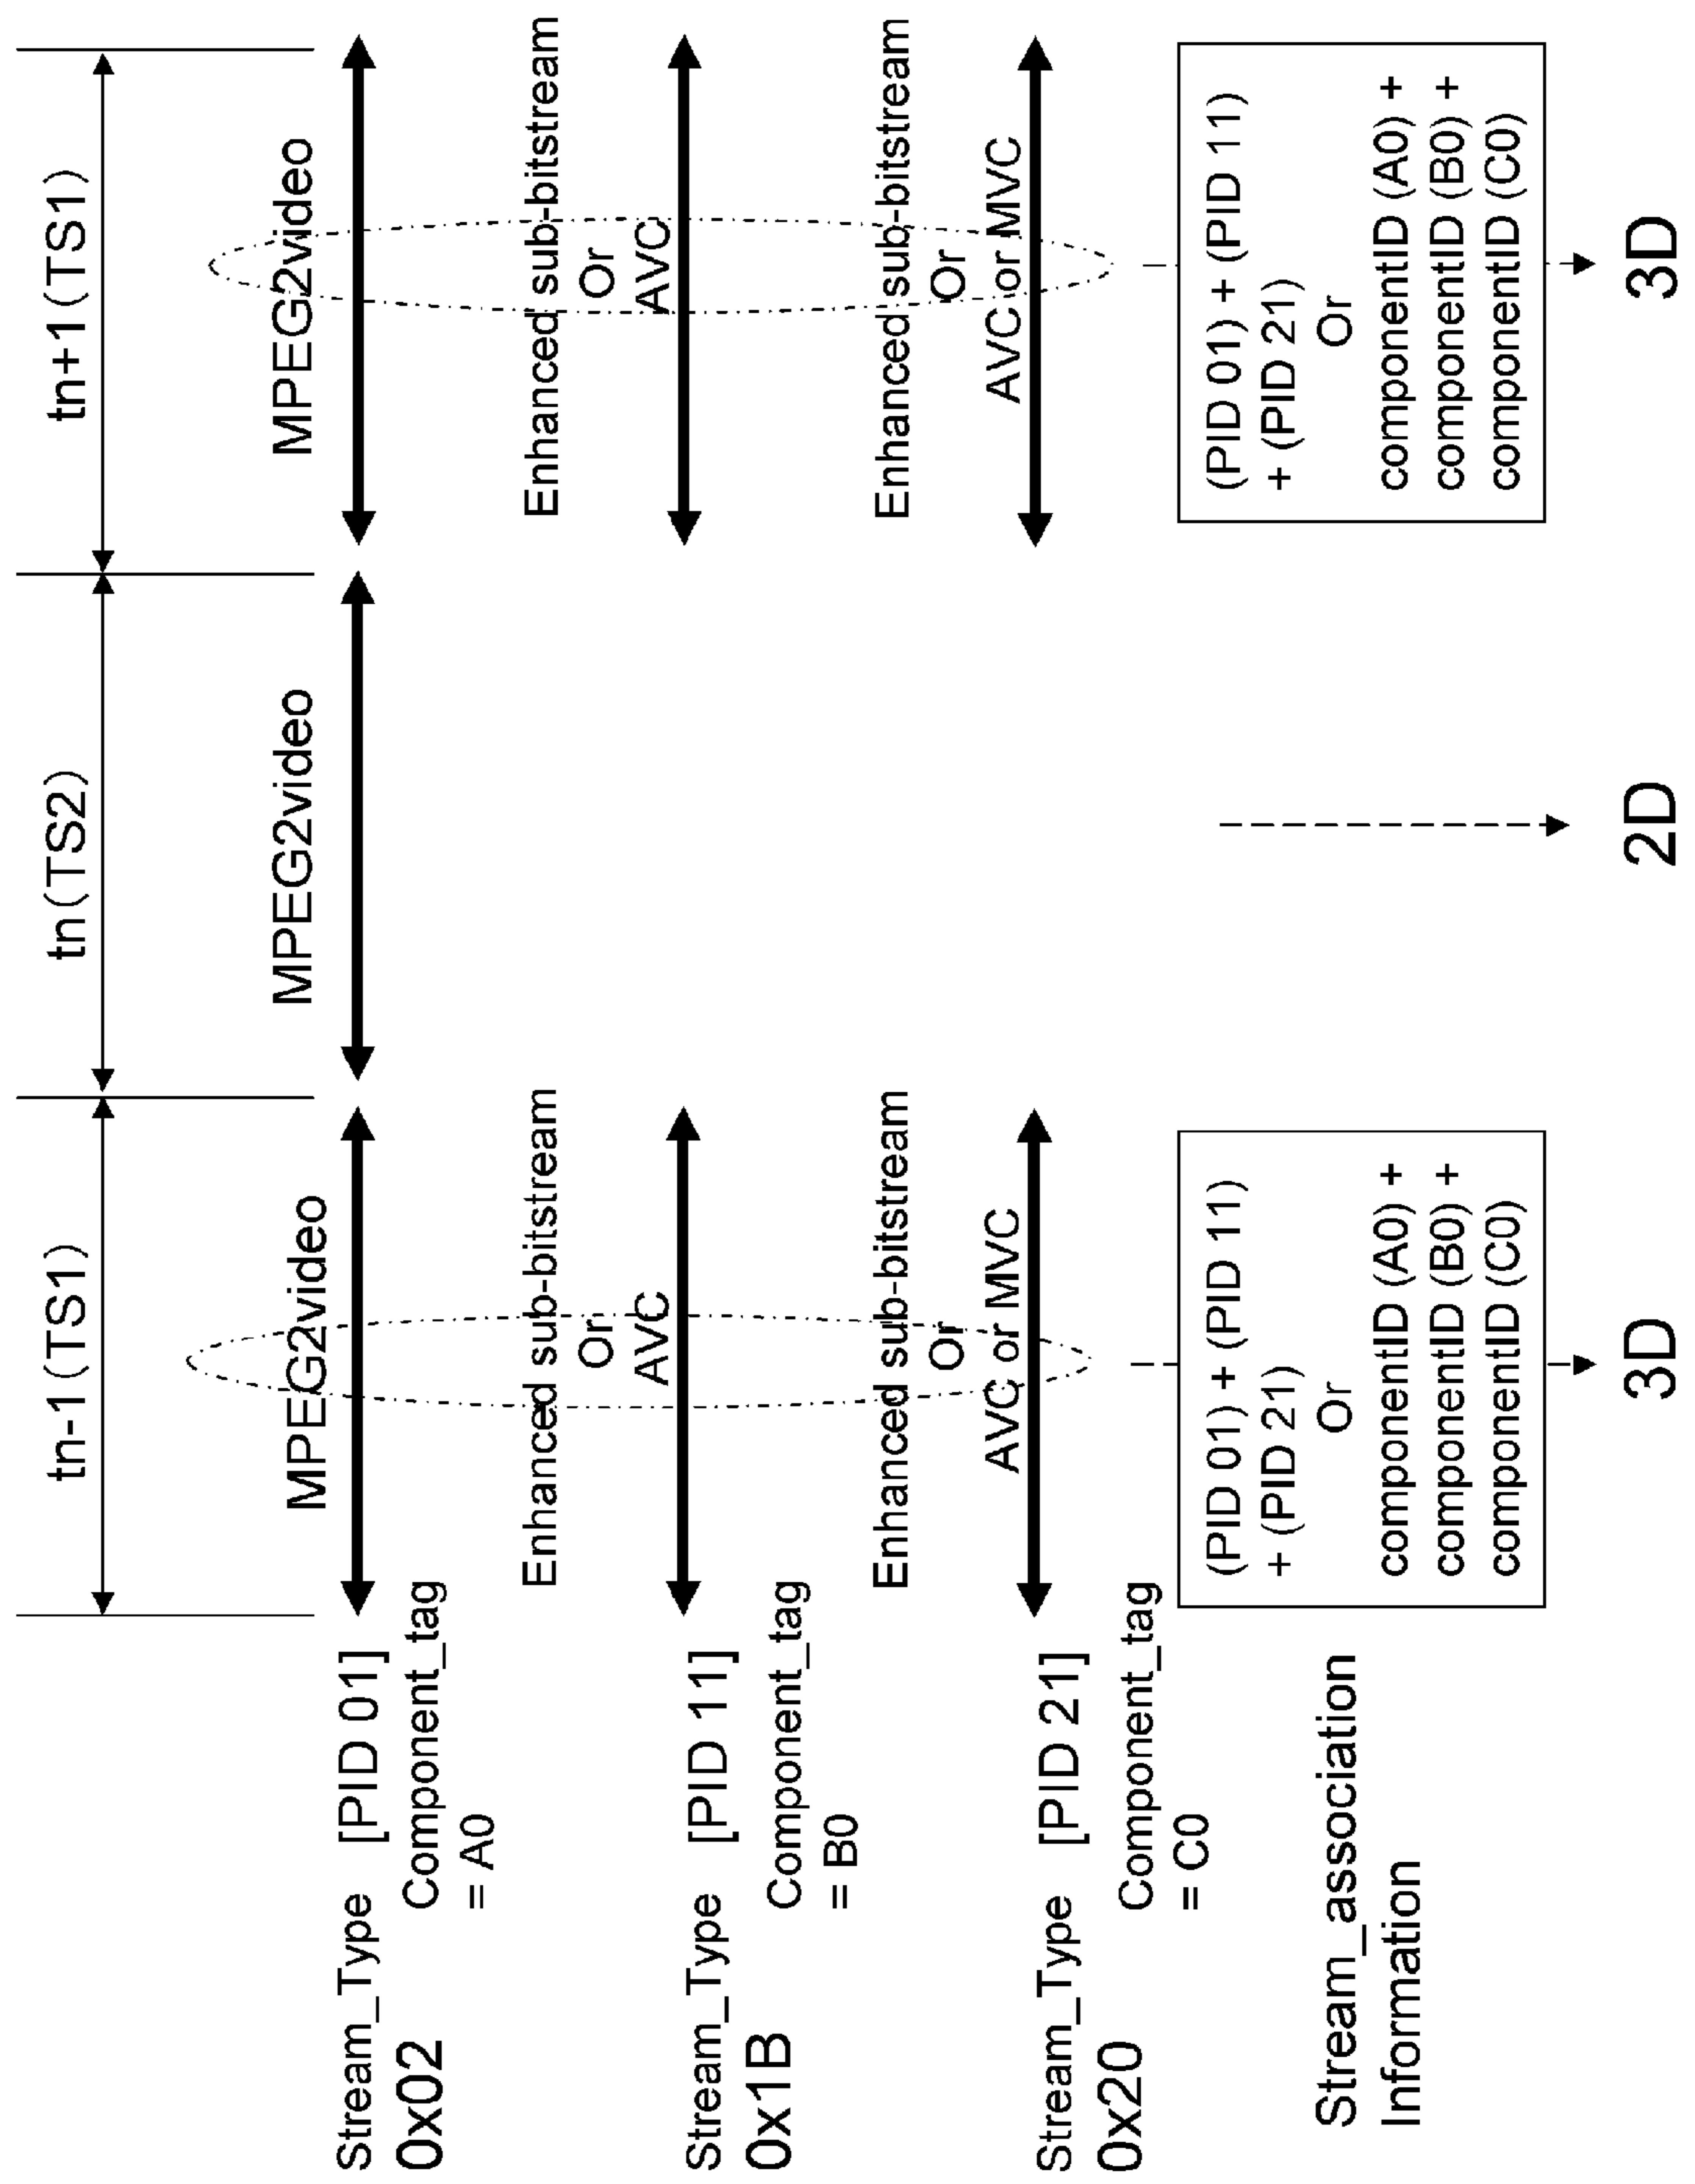 tn-1(TS1)
tn(TS2)
tn+1(TS1)
MPEG2video
MPEG2video
MPEG2video
Stream_Type [PID 01]
0x02
Component_tag
= A0
Enhanced sub-bitstream
Or
AVC
Enhanced sub-bitstream
Or
AVC
Stream_Type [PID 11]
0x1B
Component_tag
= B0
Enhanced sub-bitstream
Or
AVC or MVC
Enhanced sub-bitstream
Or
AVC or MVC
Stream_Type [PID 21]
0x20
Component_tag
= C0
Stream_association
Information
(PID 01) + (PID 11)
+ (PID 21)
Or
componentID (A0) +
componentID (B0) +
componentID (C0)
(PID 01) + (PID 11)
+ (PID 21)
Or
componentID (A0) +
componentID (B0) +
componentID (C0)
3D
2D
3D